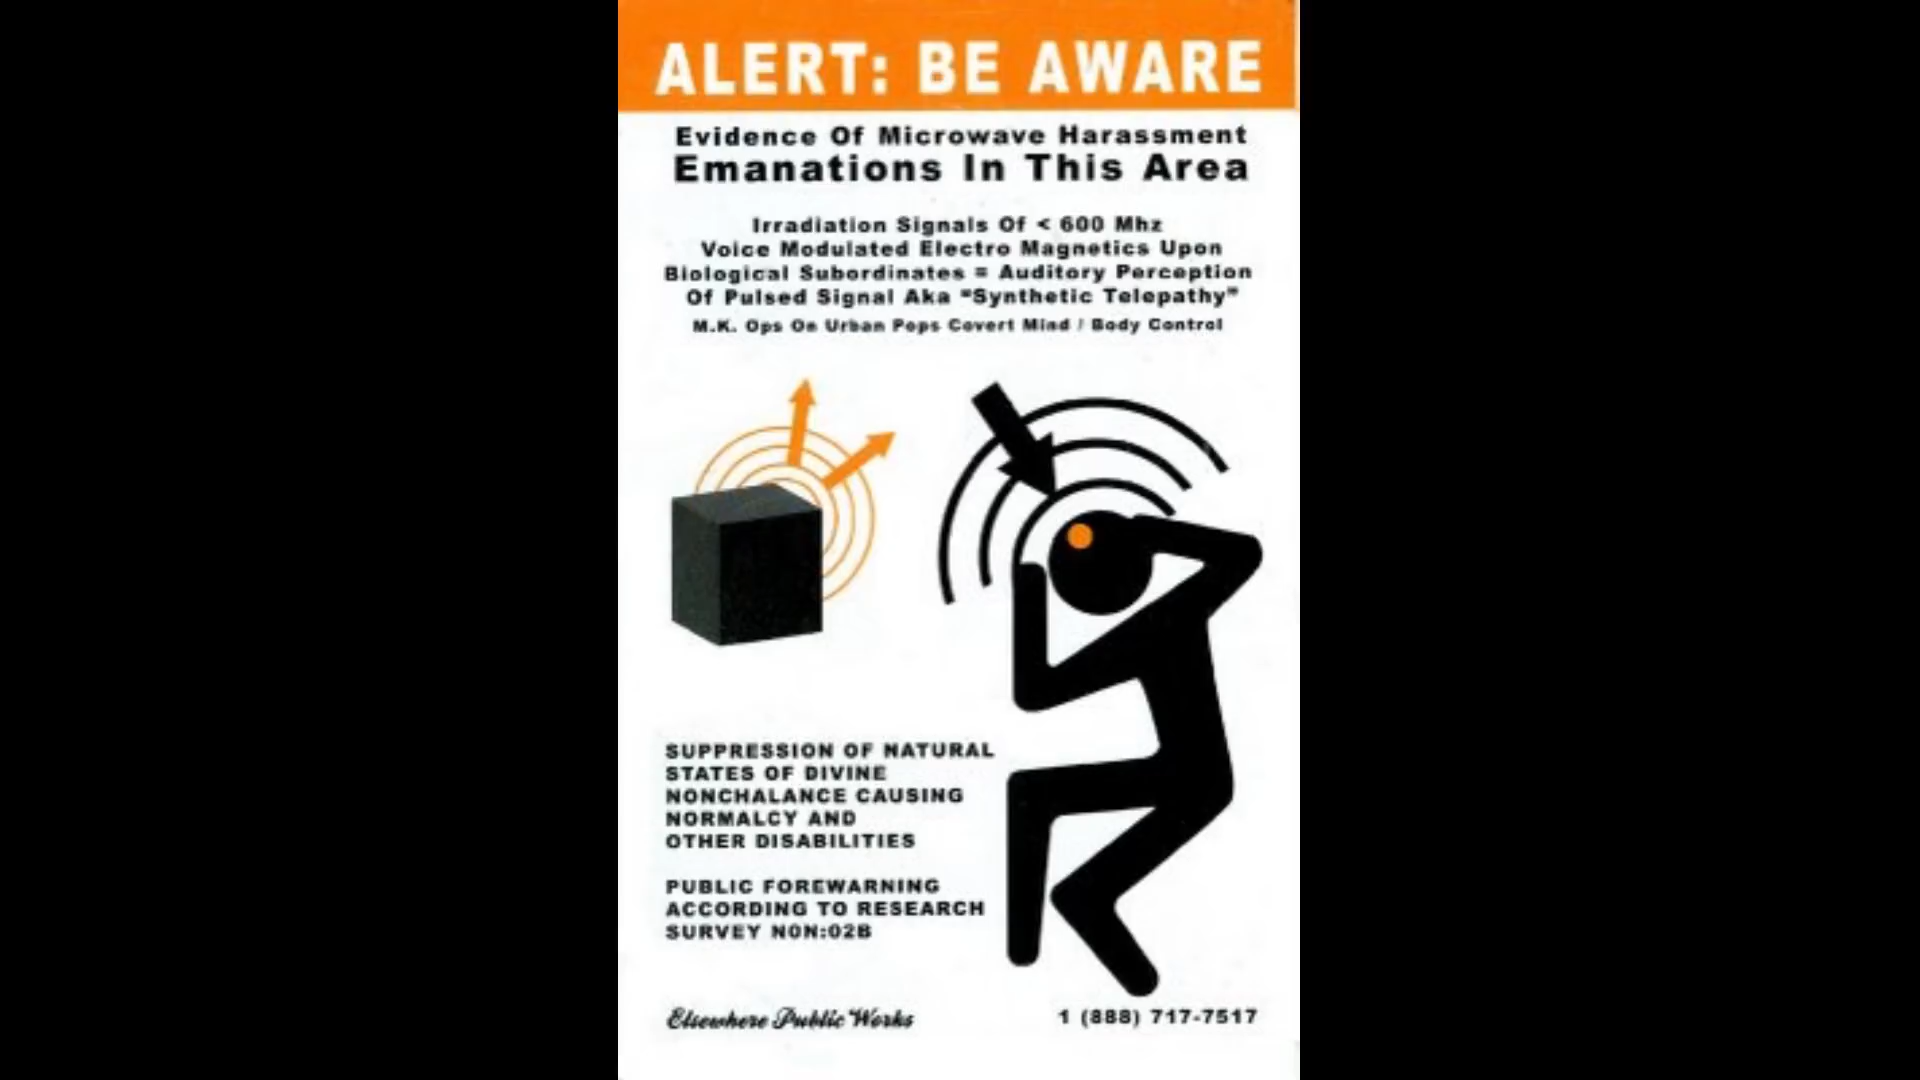 ALERT: BE AWARE
Evidence Of Microwave Harassment
Emanations In This Area
Irradiation Signals Of < 600 Mhz
Voice Modulated Electro Magnetics Upon
Biological Subordinates = Auditory Perception
Of Pulsed Signal Aka "Synthetic Telepathy"
M.K. Ops On Urban Pops Covert Mind / Body Control
SUPPRESSION OF NATURAL
STATES OF DIVINE
NONCHALANCE CAUSING
NORMALCY AND
OTHER DISABILITIES
PUBLIC FOREWARNING
ACCORDING TO RESEARCH
SURVEY NON:02B
Elsewhere Public Works
1 (888) 717-7517